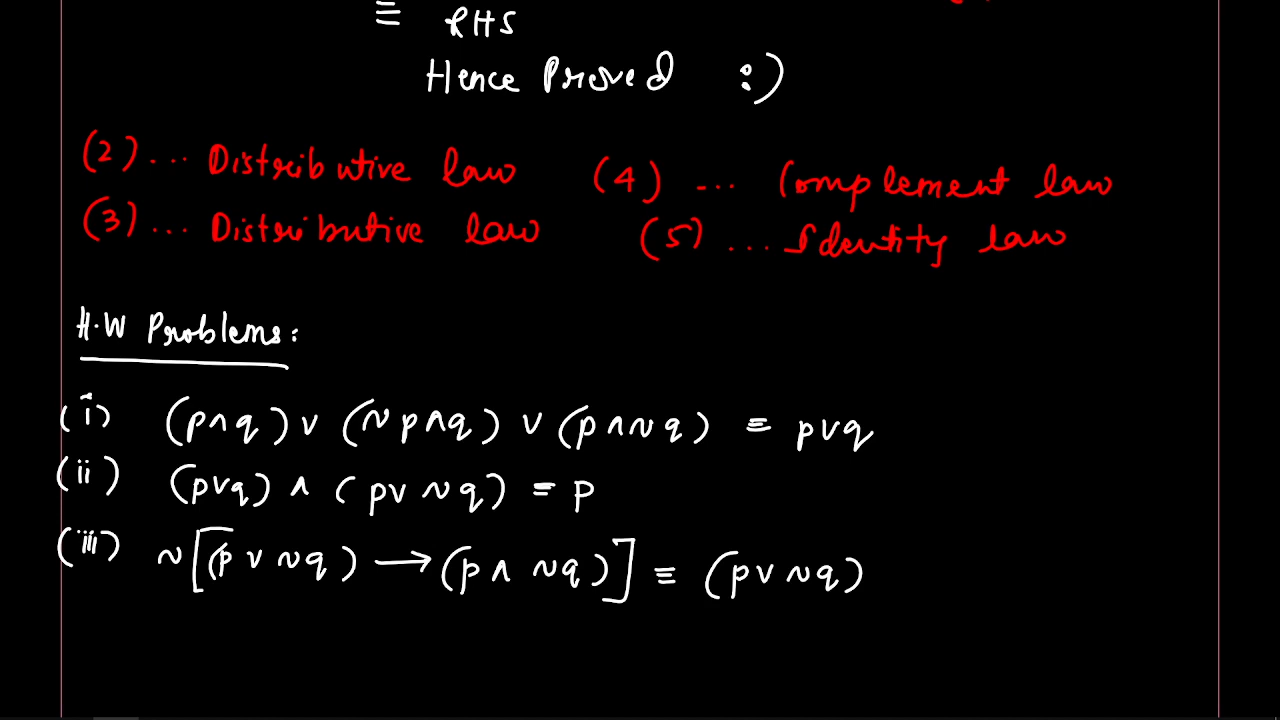 ≡ RHS
Hence Proved :)
(2) ... Distributive law (4) ... Complement law
(3) ... Distributive law (5) ... Identity law
H.W Problems:
(i) (p∧q) ∨ (~p∧q) ∨ (p∧~q) ≡ p∨q
(ii) (p∨q) ∧ (p∨ ~q) = p
(iii) ~[(p ∨ ~q) → (p ∧ ~q)] ≡ (p∨~q)